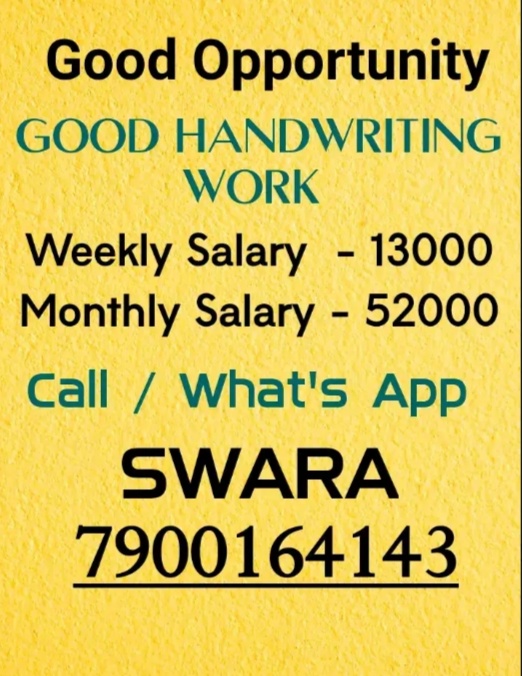 Good Opportunity
GOOD HANDWRITING
WORK
Weekly Salary - 13000
Monthly Salary - 52000
Call / What's App
SWARA
7900164143